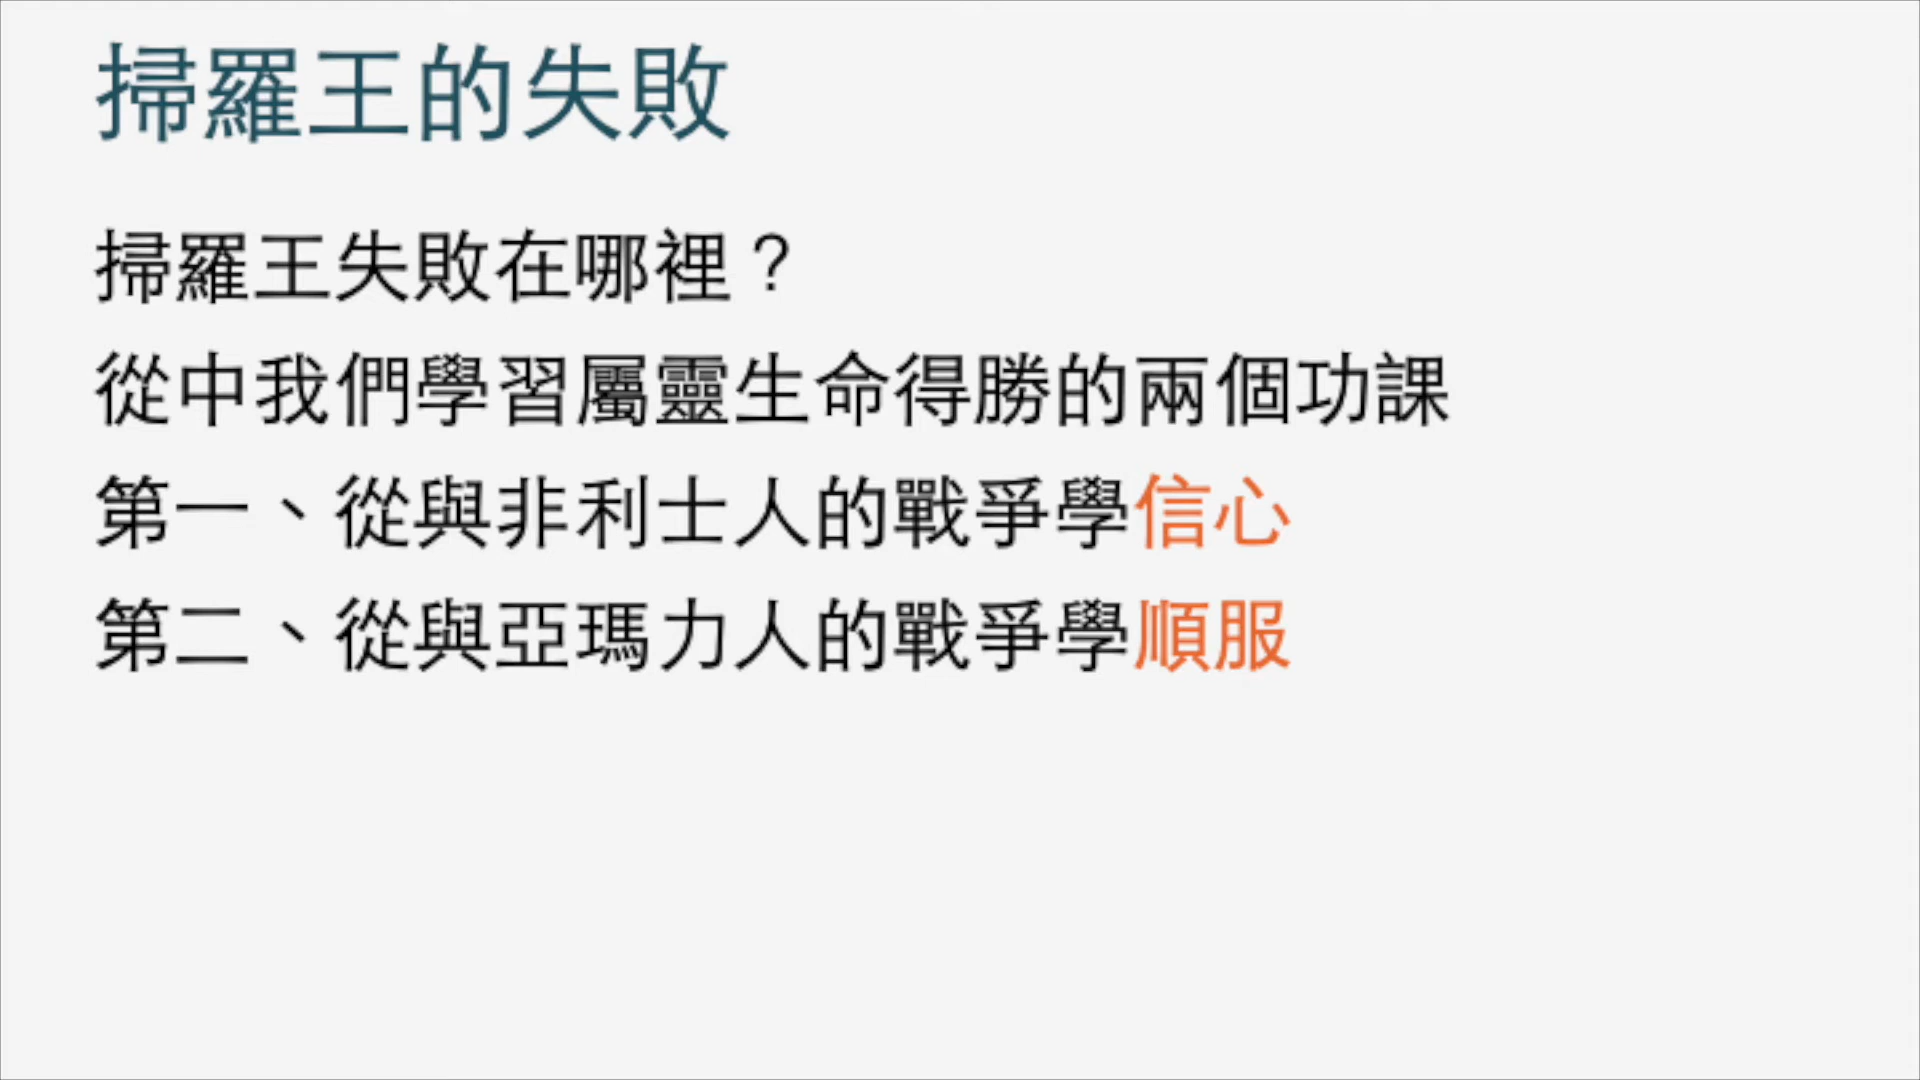 掃羅王的失敗
掃羅王失敗在哪裡？
從中我們學習屬靈生命得勝的兩個功課
第一、從與非利士人的戰爭學信心
第二、從與亞瑪力人的戰爭學順服